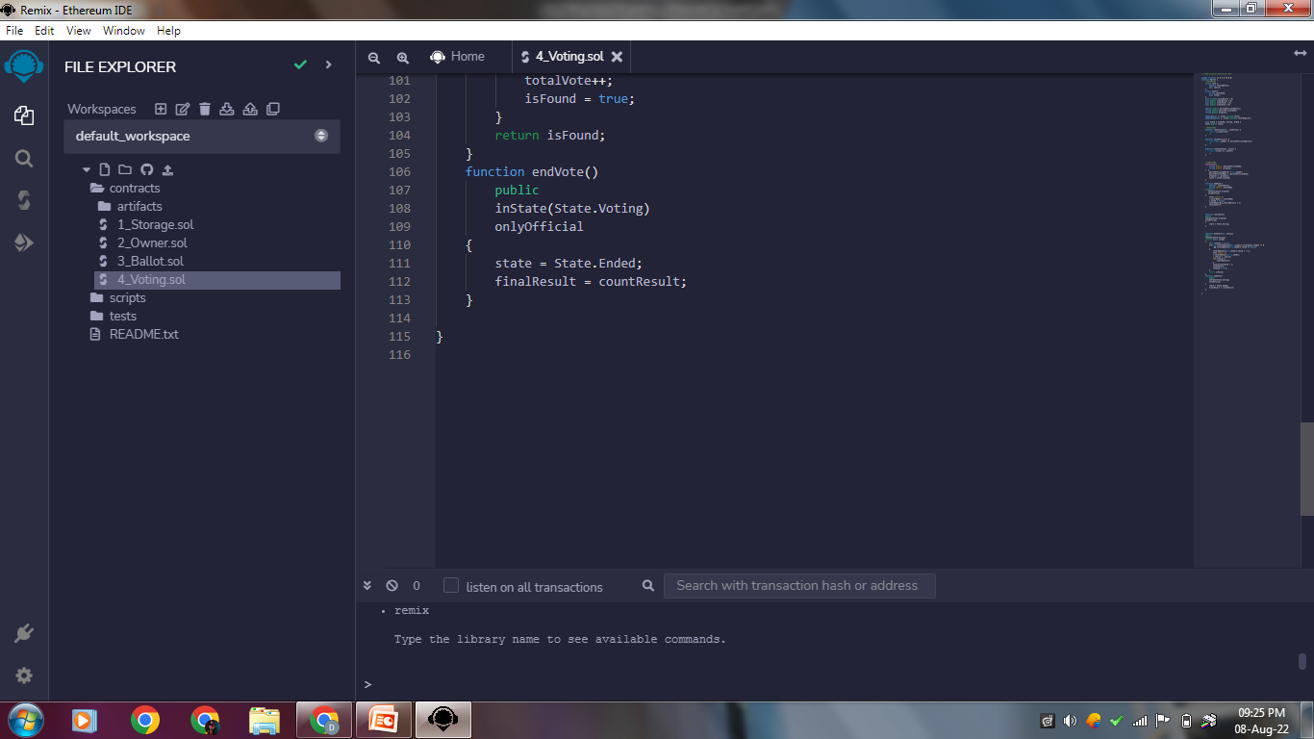 Remix - Ethereum IDE
File Edit View Window Help
FILE EXPLORER
Workspaces
default_workspace
contracts
artifacts
1_Storage.sol
2_Owner.sol
3_Ballot.sol
4_Voting.sol
scripts
tests
README.txt
Home
4_Voting.sol
101 totalVote++;
102 isFound = true;
103 }
104 return isFound;
105 }
106 function endVote()
107 public
108 inState(State.Voting)
109 onlyOfficial
110 {
111 state = State.Ended;
112 finalResult = countResult;
113 }
114
115 }
116
0 listen on all transactions Search with transaction hash or address
• remix
Type the library name to see available commands.
>
D
09:25 PM
08-Aug-22